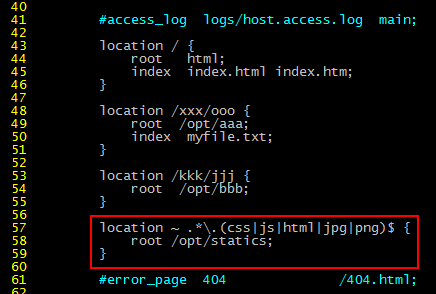 40
41 #access_log logs/host.access.log main;
42
43 location / {
44 root html;
45 index index.html index.htm;
46 }
47
48 location /xxx/ooo {
49 root /opt/aaa;
50 index myfile.txt;
51 }
52
53 location /kkk/jjj {
54 root /opt/bbb;
55 }
56
57 location ~ .*\.(css|js|html|jpg|png)$ {
58 root /opt/statics;
59 }
60
61 #error_page 404 /404.html;
62